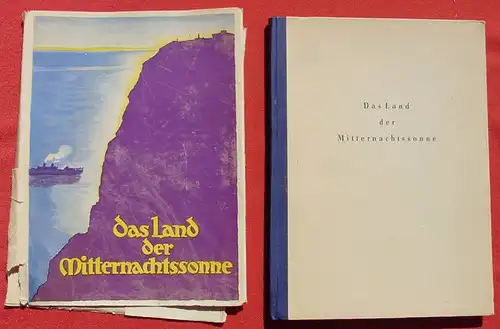 das Land
der
Mitternachtssonne
Das Land
der
Mitternachtssonne